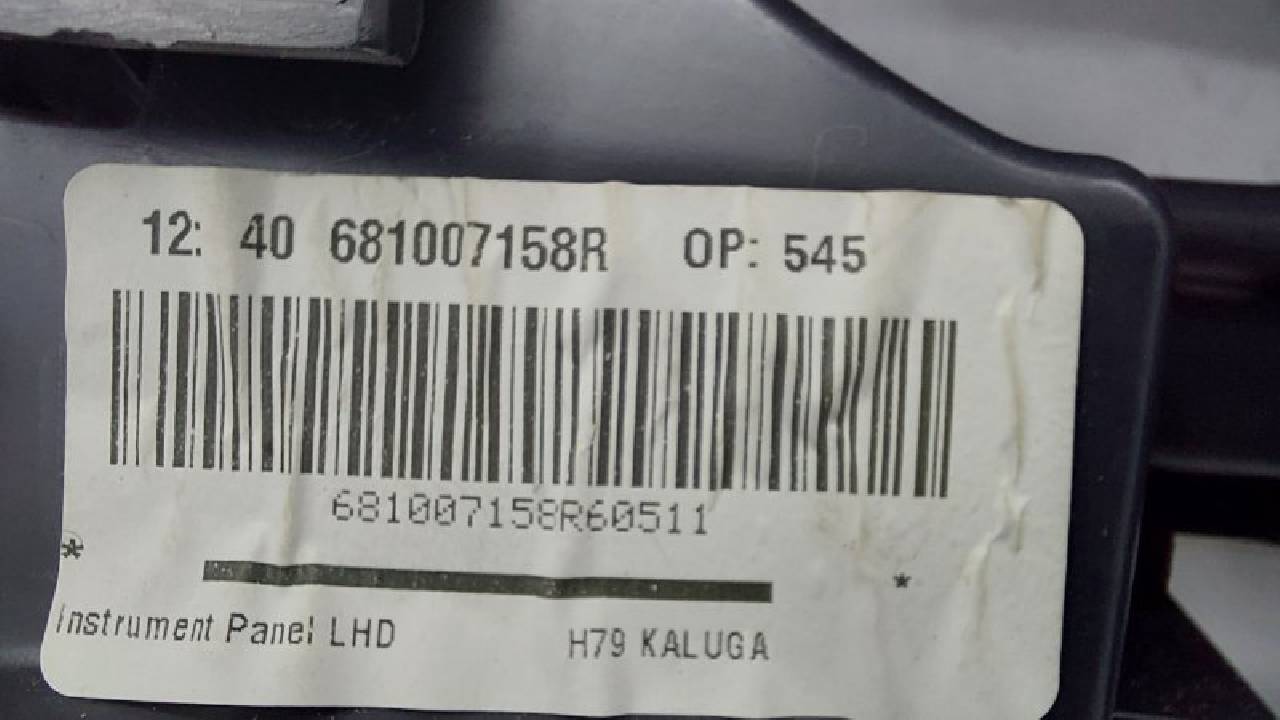 12: 40 681007158R OP: 545
681007158R60511
* *
Instrument Panel LHD H79 KALUGA